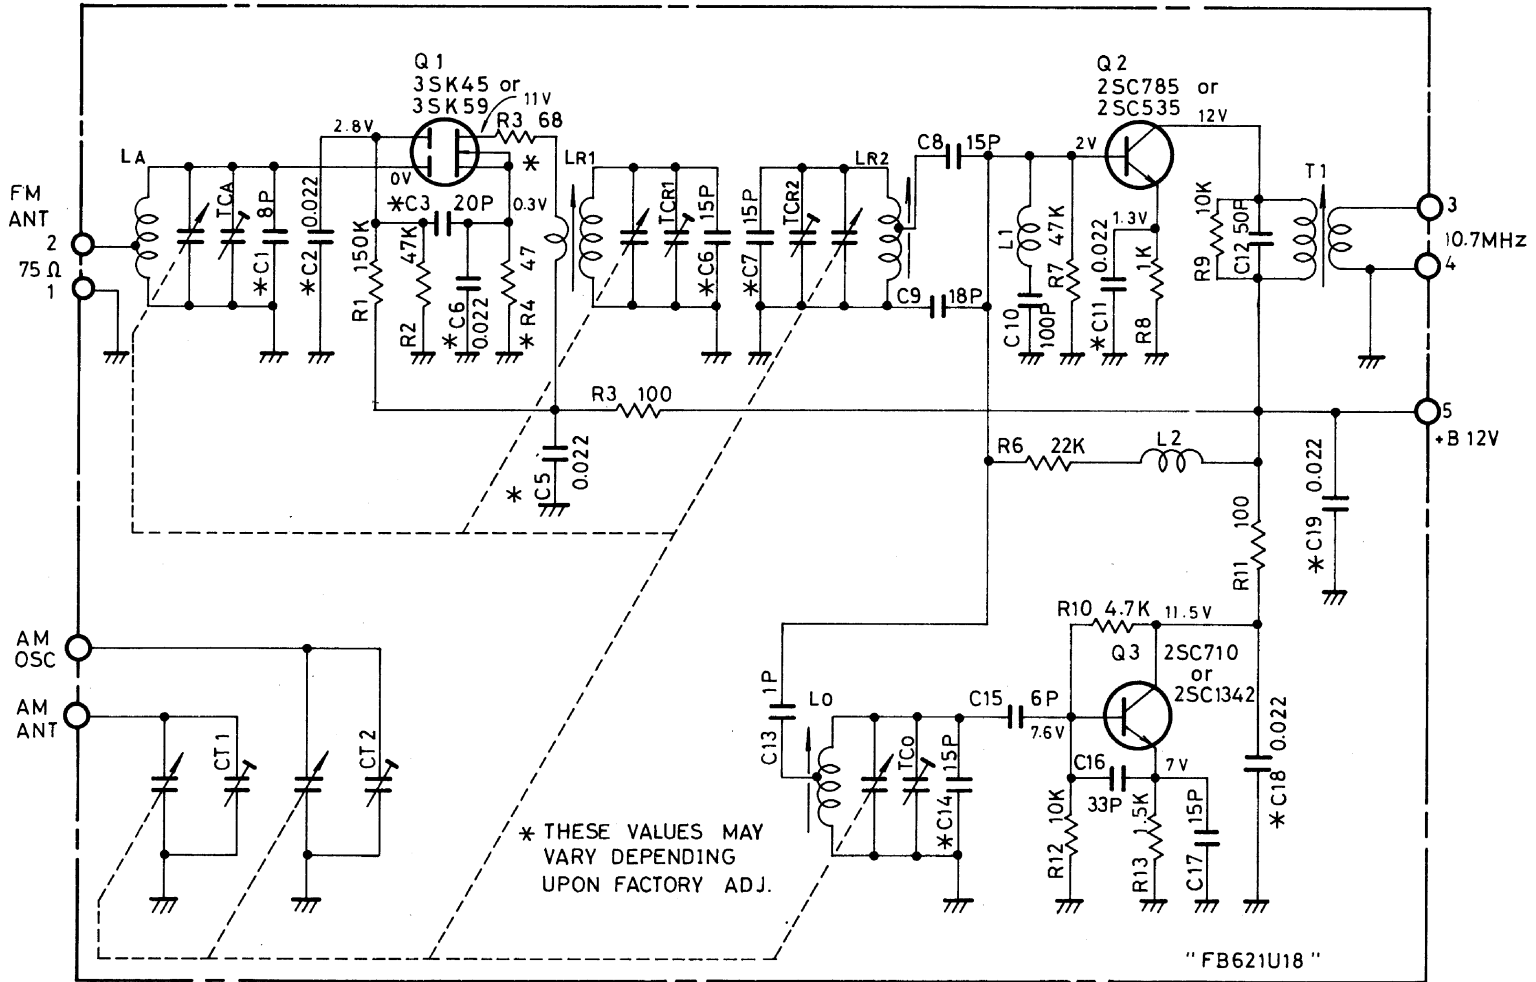 Q1
3SK45 or
3SK59
11V
R3 68
2.8V
LA
TCA
8P
*C1
0.022
*C2
0V
*C3 20P
0.3V
*
150K
R1
47K
R2
*C6
0.022
47
*R4
LR1
TCR1
15P
*C6
15P
*C7
TCR2
LR2
C8 15P
C9 18P
Q2
2SC785 or
2SC535
12V
2V
1.3V
L1
C10
100P
47K
R7
0.022
*C11
1K
R8
10K
R9
50P
C12
T1
3
10.7MHz
4
FM
ANT
2
75 Ω
1
R3 100
5
+B 12V
* C5
0.022
R6 22K
L2
100
R11
0.022
*C19
AM
OSC
AM
ANT
CT1
CT2
R10 4.7K
11.5V
Q3
2SC710
or
2SC1342
1P
C13
LO
TCO
15P
*C14
C15 6P
7.6V
C16
33P
7V
10K
R12
1.5K
R13
15P
C17
0.022
*C18
* THESE VALUES MAY
VARY DEPENDING
UPON FACTORY ADJ.
"FB621U18"